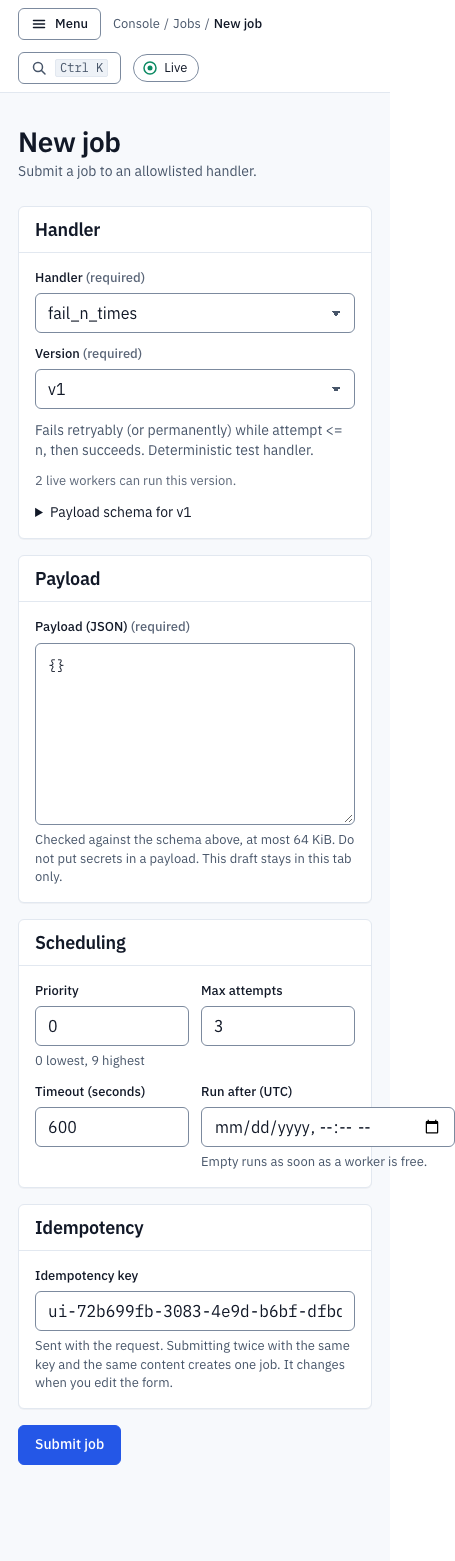 Menu
Console / Jobs / New job
Ctrl K
Live
New job
Submit a job to an allowlisted handler.
Handler
Handler (required)
fail_n_times
Version (required)
v1
Fails retryably (or permanently) while attempt <=
n, then succeeds. Deterministic test handler.
2 live workers can run this version.
Payload schema for v1
Payload
Payload (JSON) (required)
{}
Checked against the schema above, at most 64 KiB. Do
not put secrets in a payload. This draft stays in this tab
only.
Scheduling
Priority
0
0 lowest, 9 highest
Max attempts
3
Timeout (seconds)
600
Run after (UTC)
mm/dd/yyyy, --:-- --
Empty runs as soon as a worker is free.
Idempotency
Idempotency key
ui-72b699fb-3083-4e9d-b6bf-dfb
Sent with the request. Submitting twice with the same
key and the same content creates one job. It changes
when you edit the form.
Submit job